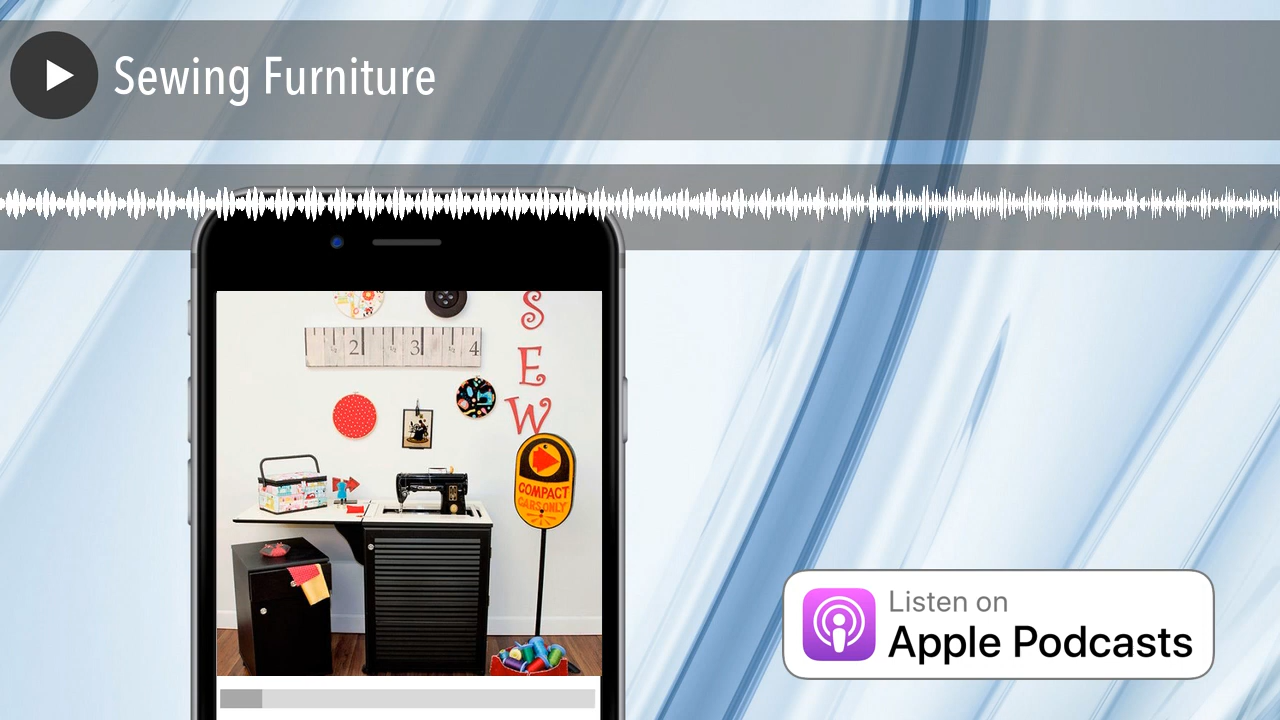 Sewing Furniture
S
2 3 4
E
W
COMPACT
CARS ONLY
Listen on
Apple Podcasts